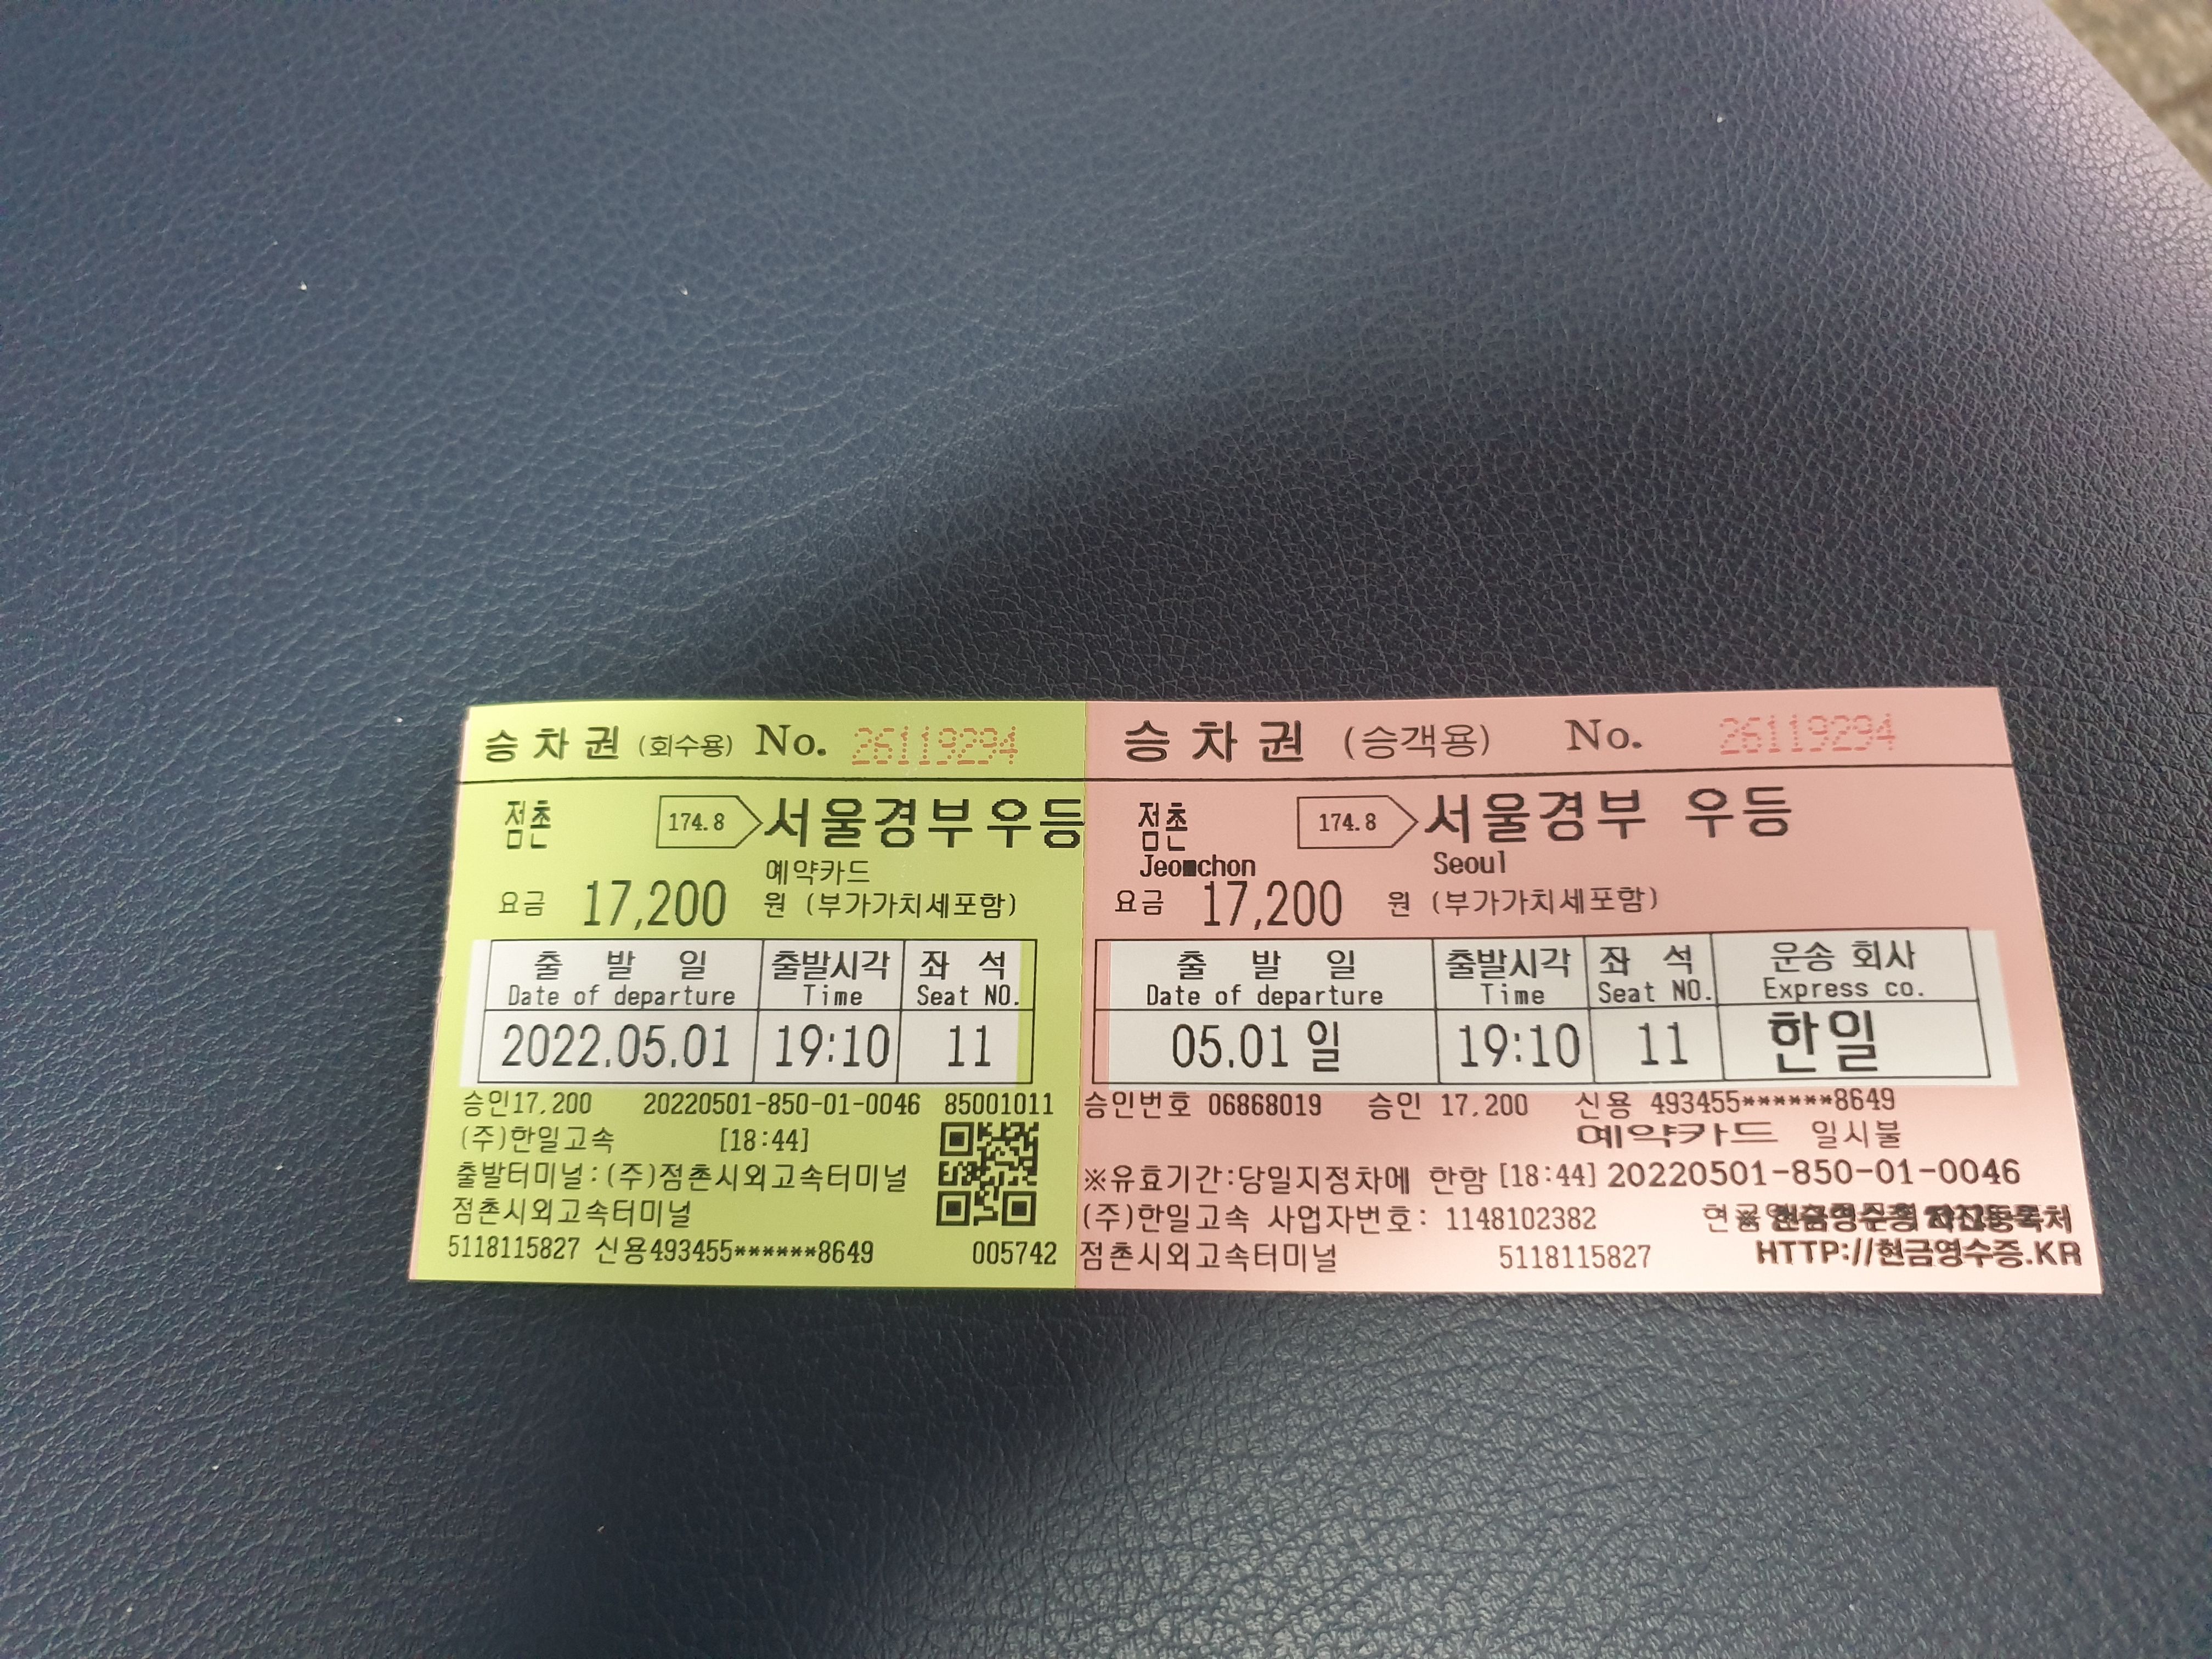 승차권 (회수용) No. 26119294
점촌 174.8 서울경부우등
예약카드
요금 17,200 원 (부가가치세포함)
출 발 일 출발시각 좌 석
Date of departure Time Seat NO.
2022.05.01 19:10 11
승인17,200 20220501-850-01-0046 85001011
(주)한일고속 [18:44]
출발터미널:(주)점촌시외고속터미널
점촌시외고속터미널
5118115827 신용493455******8649 005742
승차권 (승객용) No. 26119294
점촌 174.8 서울경부 우등
Jeomchon Seoul
요금 17,200 원 (부가가치세포함)
출 발 일 출발시각 좌 석 운송 회사
Date of departure Time Seat NO. Express co.
05.01 일 19:10 11 한일
승인번호 06868019 승인 17,200 신용 493455******8649
예약카드 일시불
※유효기간:당일지정차에 한함 [18:44] 20220501-850-01-0046
(주)한일고속 사업자번호: 1148102382
점촌시외고속터미널 5118115827 HTTP://현금영수증.KR